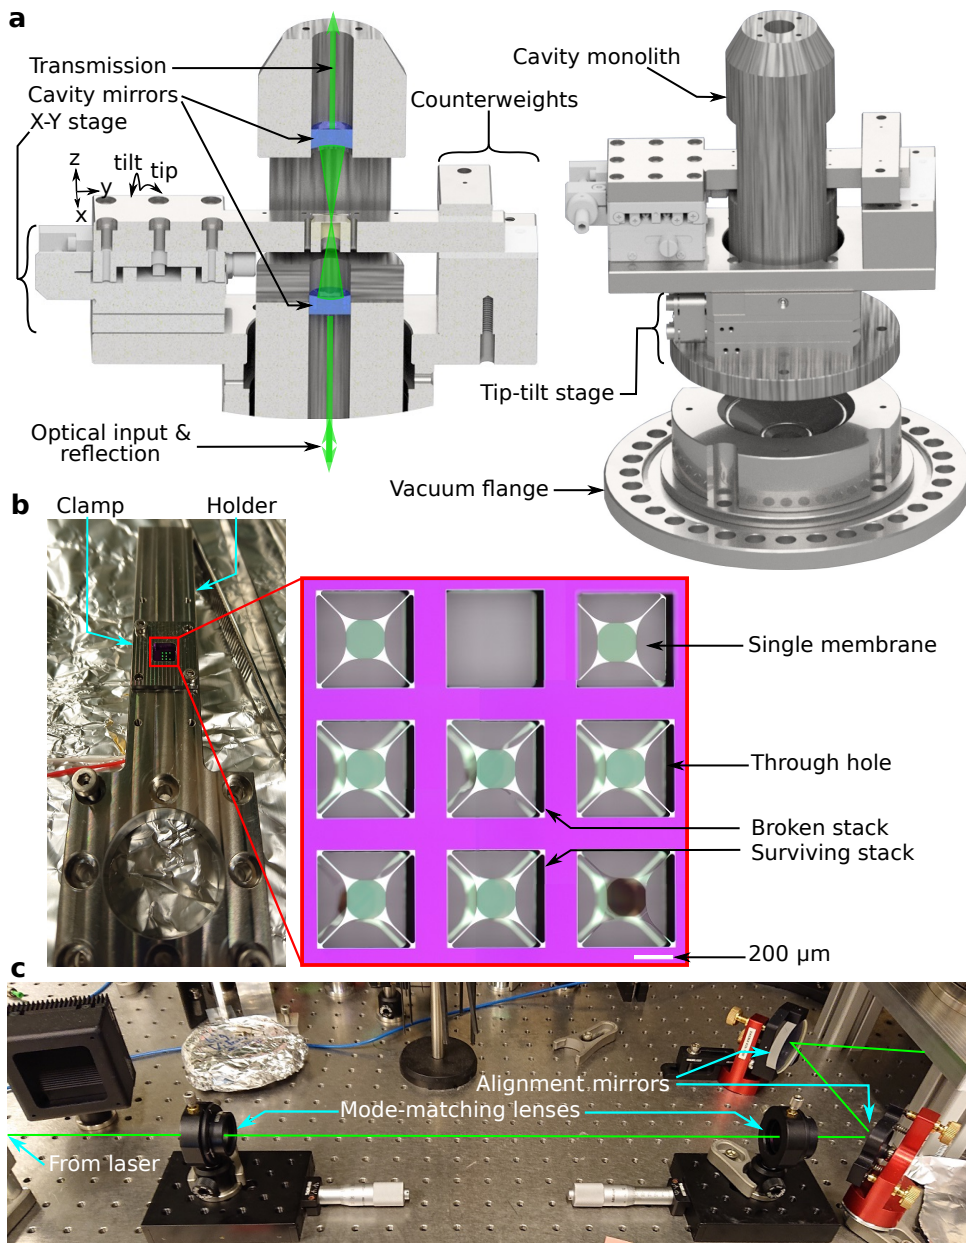 a
Transmission
Cavity mirrors
X-Y stage
Counterweights
Cavity monolith
z
tilt
tip
y
x
Tip-tilt stage
Optical input &
reflection
Vacuum flange
b
Clamp
Holder
Single membrane
Through hole
Broken stack
Surviving stack
200 µm
c
Alignment mirrors
Mode-matching lenses
From laser